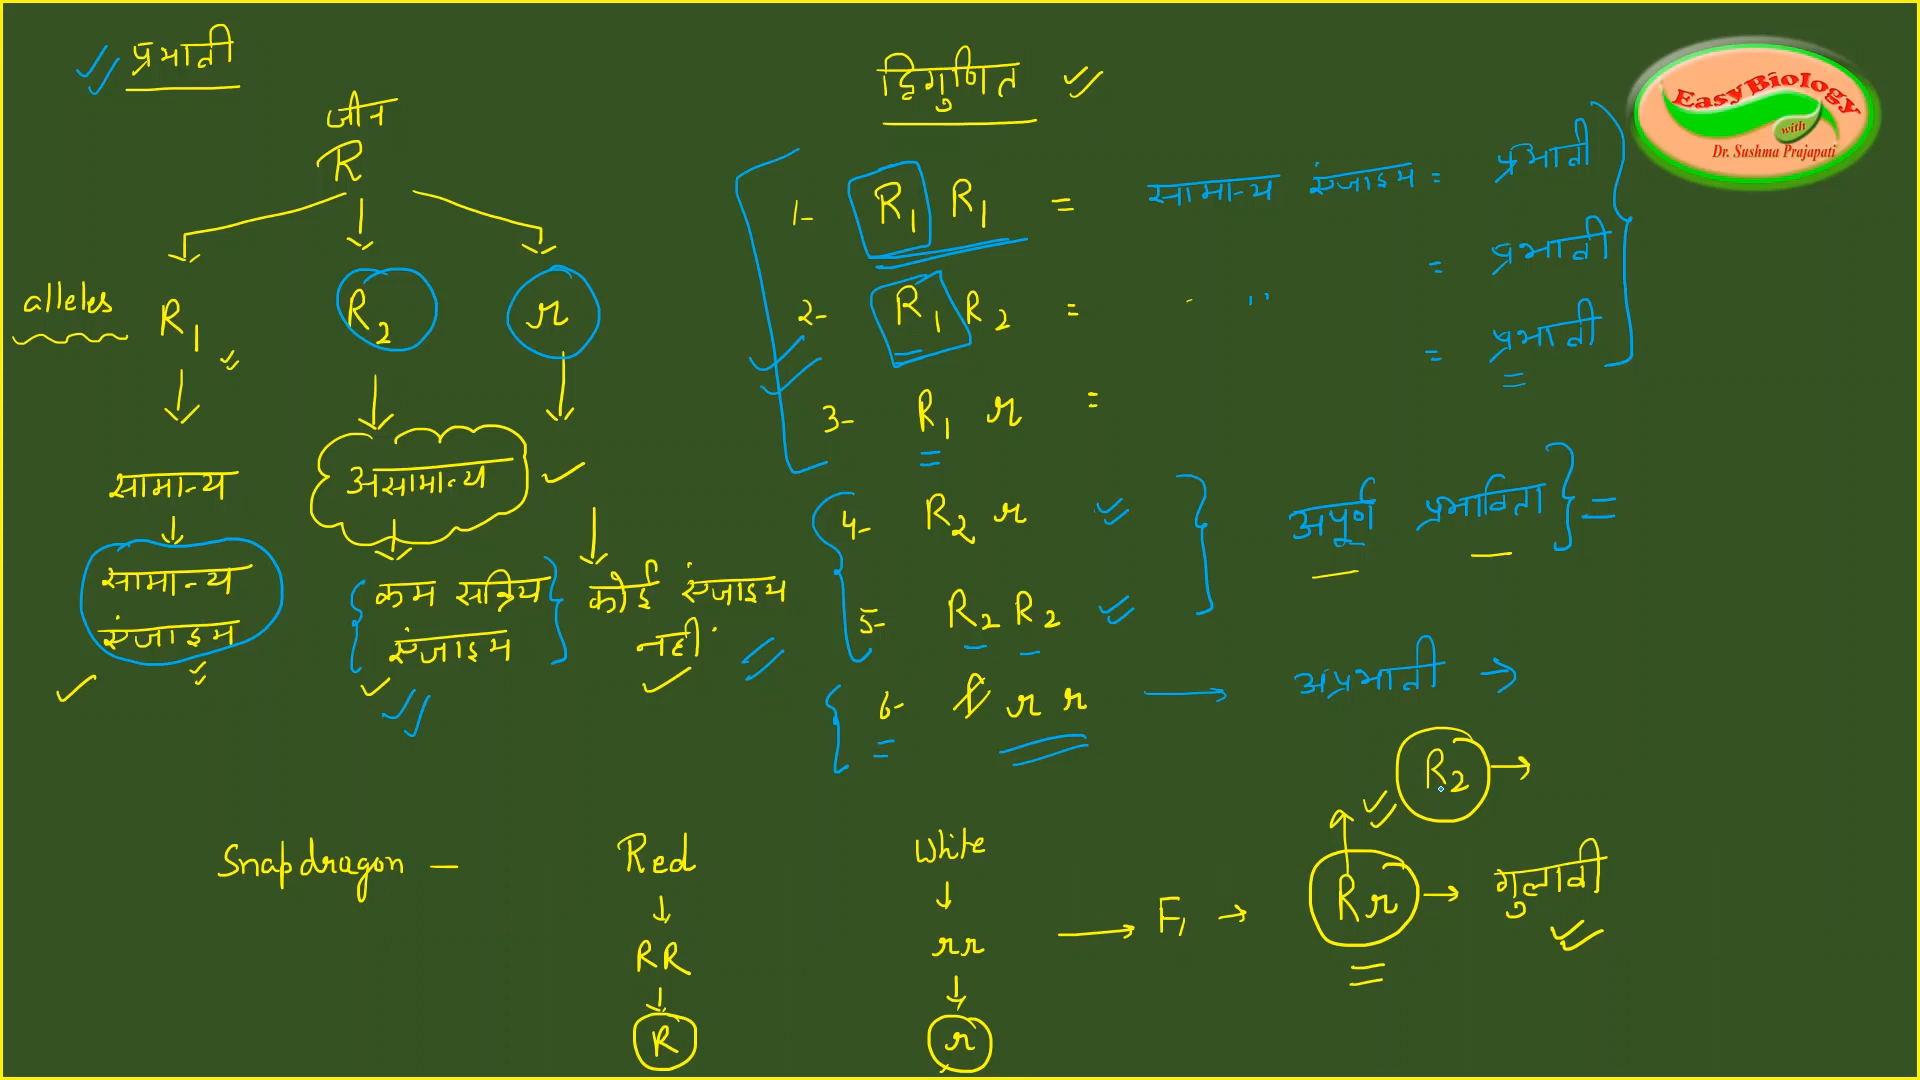 प्रभावी
जीन
R
alleles R₁ R₂ r
सामान्य असामान्य
सामान्य एंजाइम
कम सक्रिय एंजाइम
कोई एंजाइम नहीं
द्विगुणित
1- R₁ R₁ = सामान्य एंजाइम = प्रभावी
2- R₁ R₂ = " = प्रभावी
3- R₁ r = = प्रभावी
4- R₂ r
5- R₂ R₂
अपूर्ण प्रभाविता =
6- r r → अप्रभावी →
Snapdragon — Red White
RR rr
R r
→ F₁ → Rr → गुलाबी
R₂ →
EasyBiology
with
Dr. Sushma Prajapati